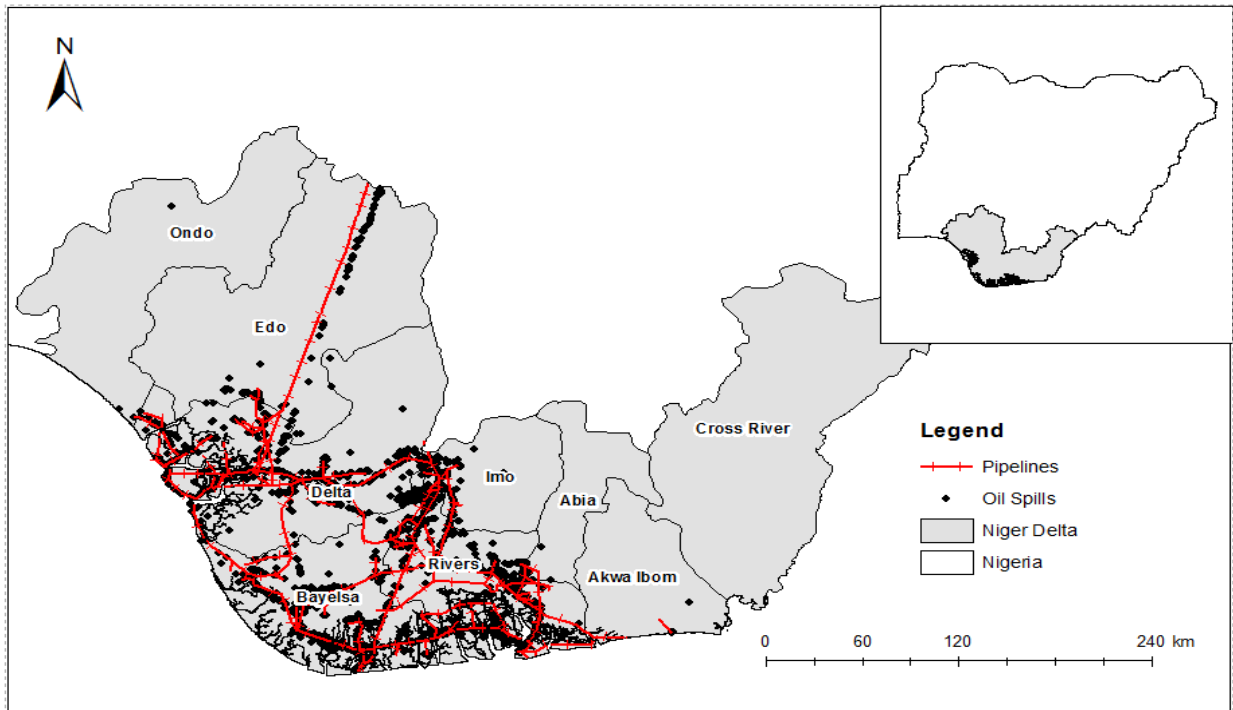 N
Ondo
Edo
Cross River
Imo
Delta
Abia
Rivers
Akwa Ibom
Bayelsa
Legend
Pipelines
Oil Spills
Niger Delta
Nigeria
0 60 120 240 km